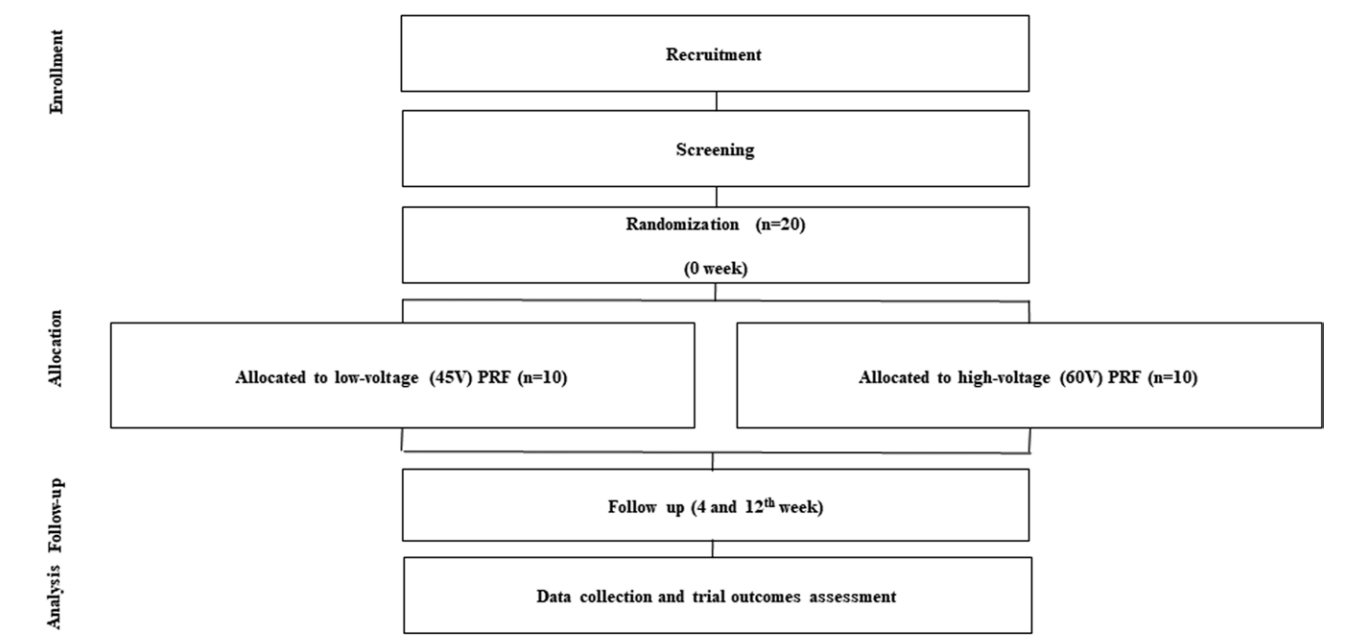 Enrollment
Recruitment
Screening
Randomization (n=20)
(0 week)
Allocation
Allocated to low-voltage (45V) PRF (n=10)
Allocated to high-voltage (60V) PRF (n=10)
Follow-up
Follow up (4 and 12th week)
Analysis
Data collection and trial outcomes assessment